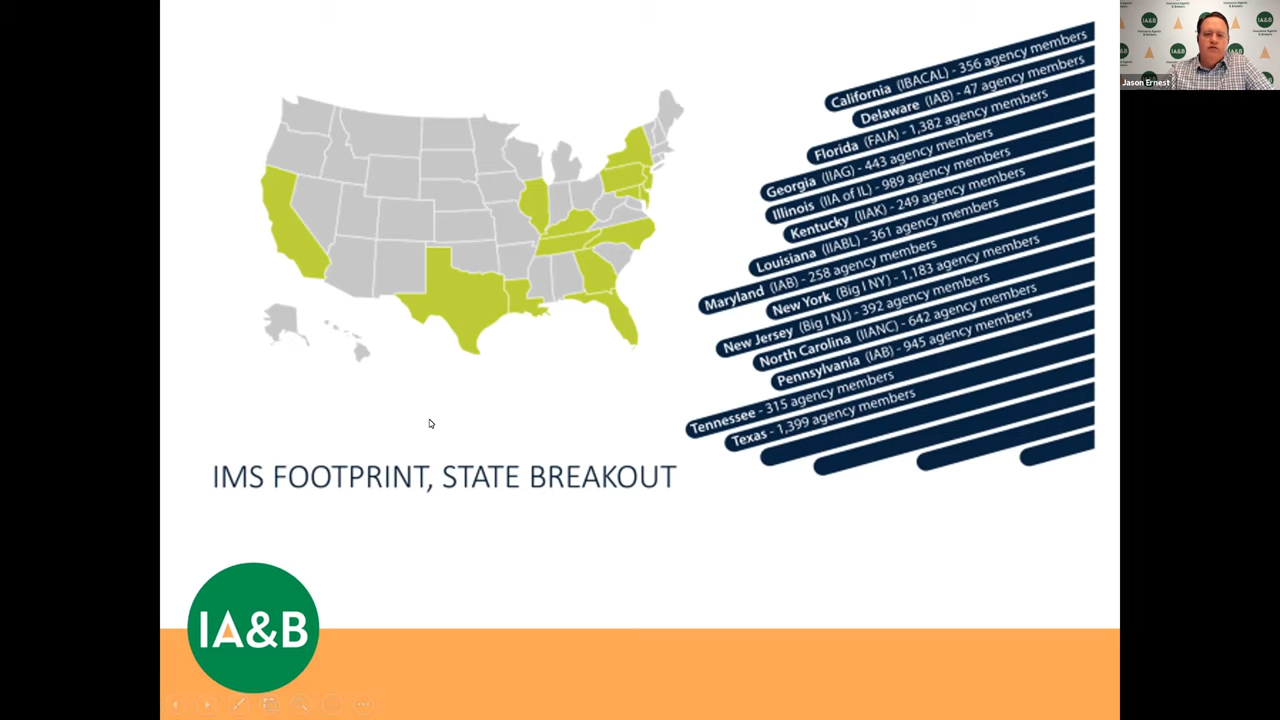 California (IBACAL) - 356 agency members
Delaware (IAB) - 47 agency members
Florida (FAIA) - 1,382 agency members
Georgia (IIAG) - 443 agency members
Illinois (IIA of IL) - 989 agency members
Kentucky (IIAK) - 249 agency members
Louisiana (IIABL) - 361 agency members
Maryland (IAB) - 258 agency members
New York (Big I NY) - 1,183 agency members
New Jersey (Big I NJ) - 392 agency members
North Carolina (IIANC) - 642 agency members
Pennsylvania (IAB) - 945 agency members
Tennessee - 315 agency members
Texas - 1,399 agency members
IMS FOOTPRINT, STATE BREAKOUT
IA&B
Jason Ernest
IA&B